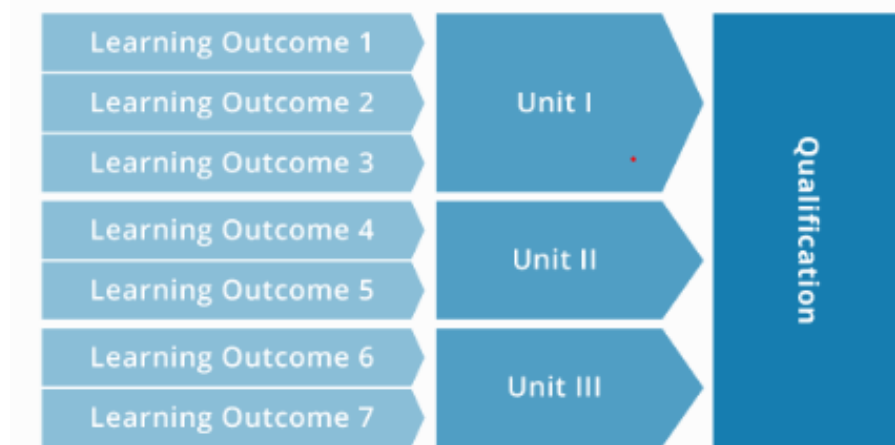 Learning Outcome 1
Learning Outcome 2
Learning Outcome 3
Unit I
Learning Outcome 4
Learning Outcome 5
Unit II
Learning Outcome 6
Learning Outcome 7
Unit III
Qualification